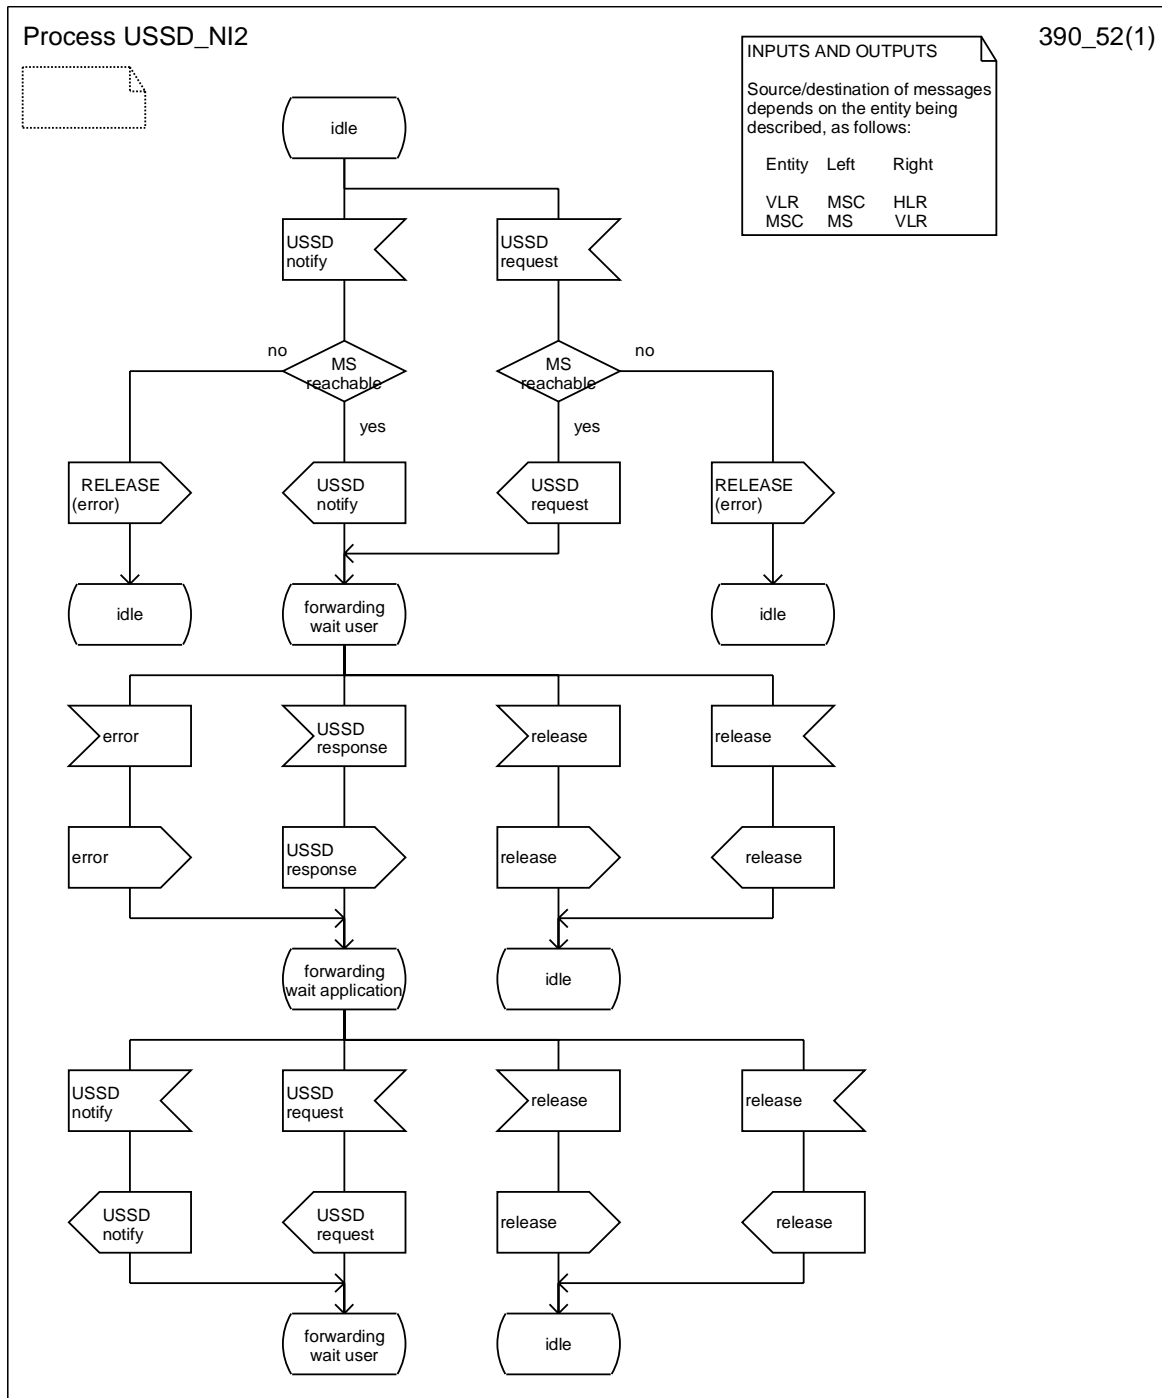 Process USSD_NI2
390_52(1)
INPUTS AND OUTPUTS
Source/destination of messages
depends on the entity being
described, as follows:
Entity Left Right
VLR MSC HLR
MSC MS VLR
idle
USSD
notify
USSD
request
no
MS
reachable
yes
MS
reachable
no
yes
RELEASE
(error)
USSD
notify
USSD
request
RELEASE
(error)
idle
forwarding
wait user
idle
error
USSD
response
release
release
error
USSD
response
release
release
forwarding
wait application
idle
USSD
notify
USSD
request
release
release
USSD
notify
USSD
request
release
release
forwarding
wait user
idle